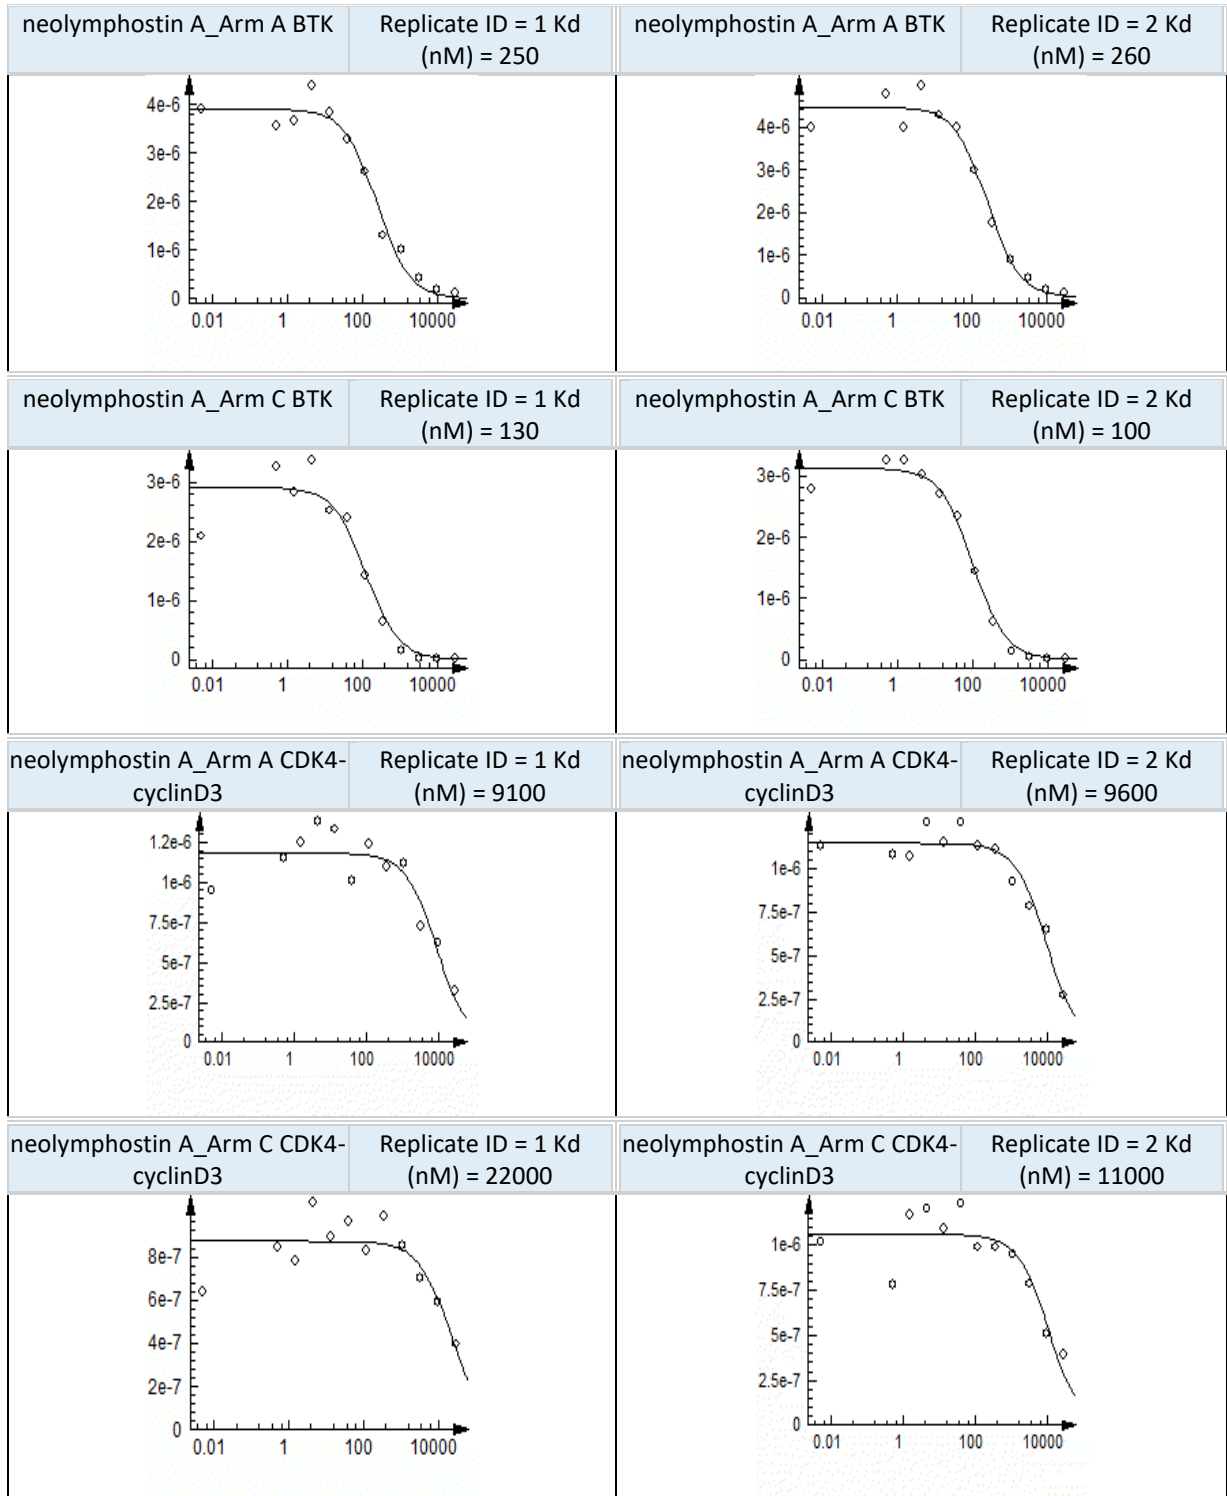 neolymphostin A_Arm A BTK
Replicate ID = 1 Kd
(nM) = 250
neolymphostin A_Arm A BTK
Replicate ID = 2 Kd
(nM) = 260
4e-6
3e-6
2e-6
1e-6
0
0.01 1 100 10000
4e-6
3e-6
2e-6
1e-6
0
0.01 1 100 10000
neolymphostin A_Arm C BTK
Replicate ID = 1 Kd
(nM) = 130
neolymphostin A_Arm C BTK
Replicate ID = 2 Kd
(nM) = 100
3e-6
2e-6
1e-6
0
0.01 1 100 10000
3e-6
2e-6
1e-6
0
0.01 1 100 10000
neolymphostin A_Arm A CDK4-
cyclinD3
Replicate ID = 1 Kd
(nM) = 9100
neolymphostin A_Arm A CDK4-
cyclinD3
Replicate ID = 2 Kd
(nM) = 9600
1.2e-6
1e-6
7.5e-7
5e-7
2.5e-7
0
0.01 1 100 10000
1e-6
7.5e-7
5e-7
2.5e-7
0
0.01 1 100 10000
neolymphostin A_Arm C CDK4-
cyclinD3
Replicate ID = 1 Kd
(nM) = 22000
neolymphostin A_Arm C CDK4-
cyclinD3
Replicate ID = 2 Kd
(nM) = 11000
8e-7
6e-7
4e-7
2e-7
0
0.01 1 100 10000
1e-6
7.5e-7
5e-7
2.5e-7
0
0.01 1 100 10000